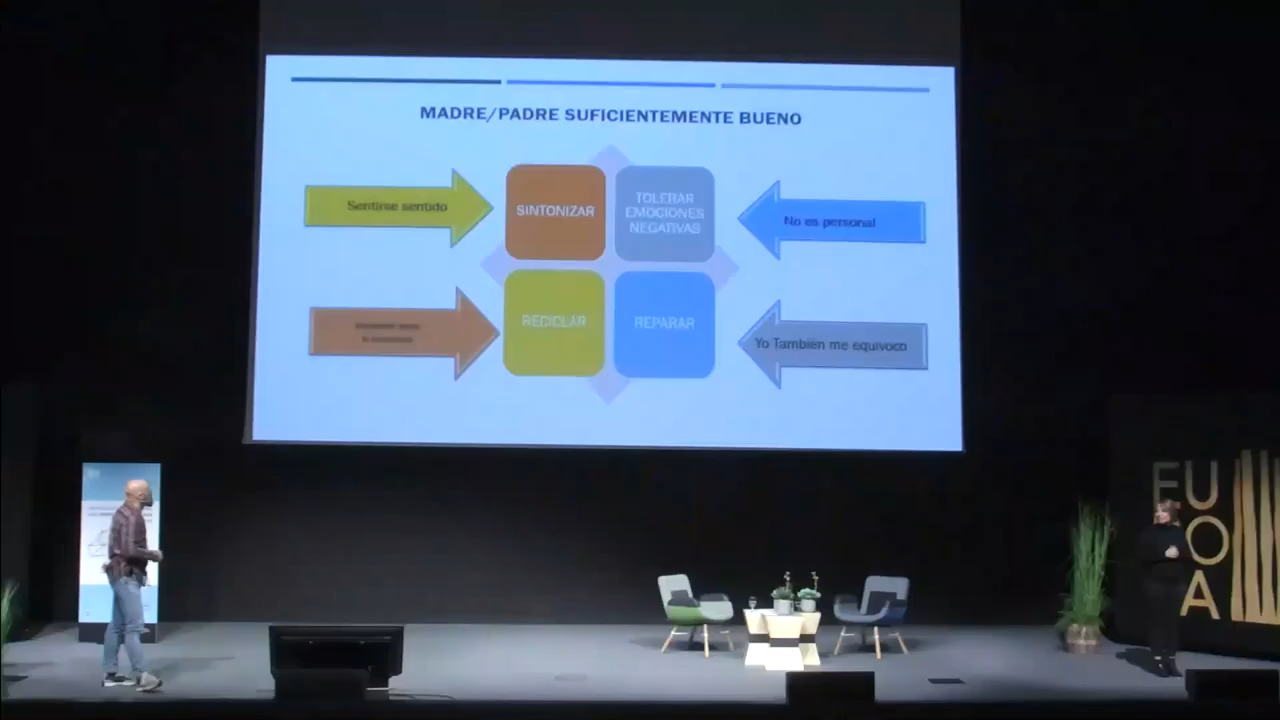 MADRE/PADRE SUFICIENTEMENTE BUENO
Sentirse sentido
SINTONIZAR
TOLERAR
EMOCIONES
NEGATIVAS
No es personal
RECICLAR
REPARAR
Yo También me equivoco